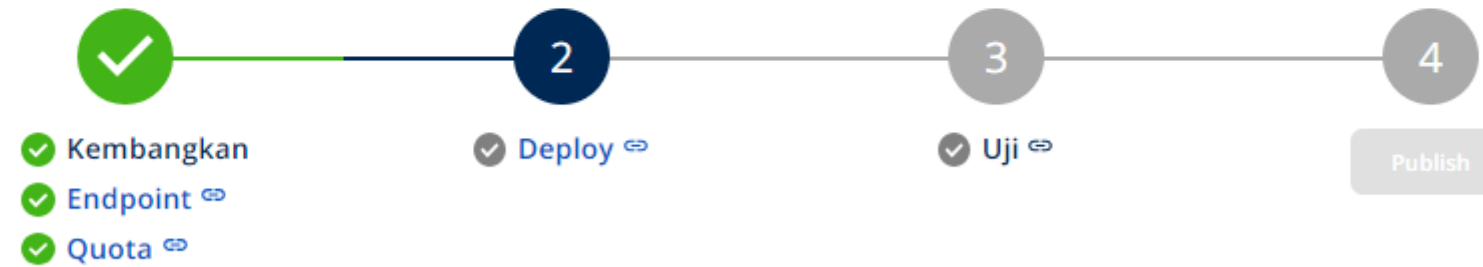 2
3
4
Kembangkan
Deploy
Uji
Publish
Endpoint
Quota